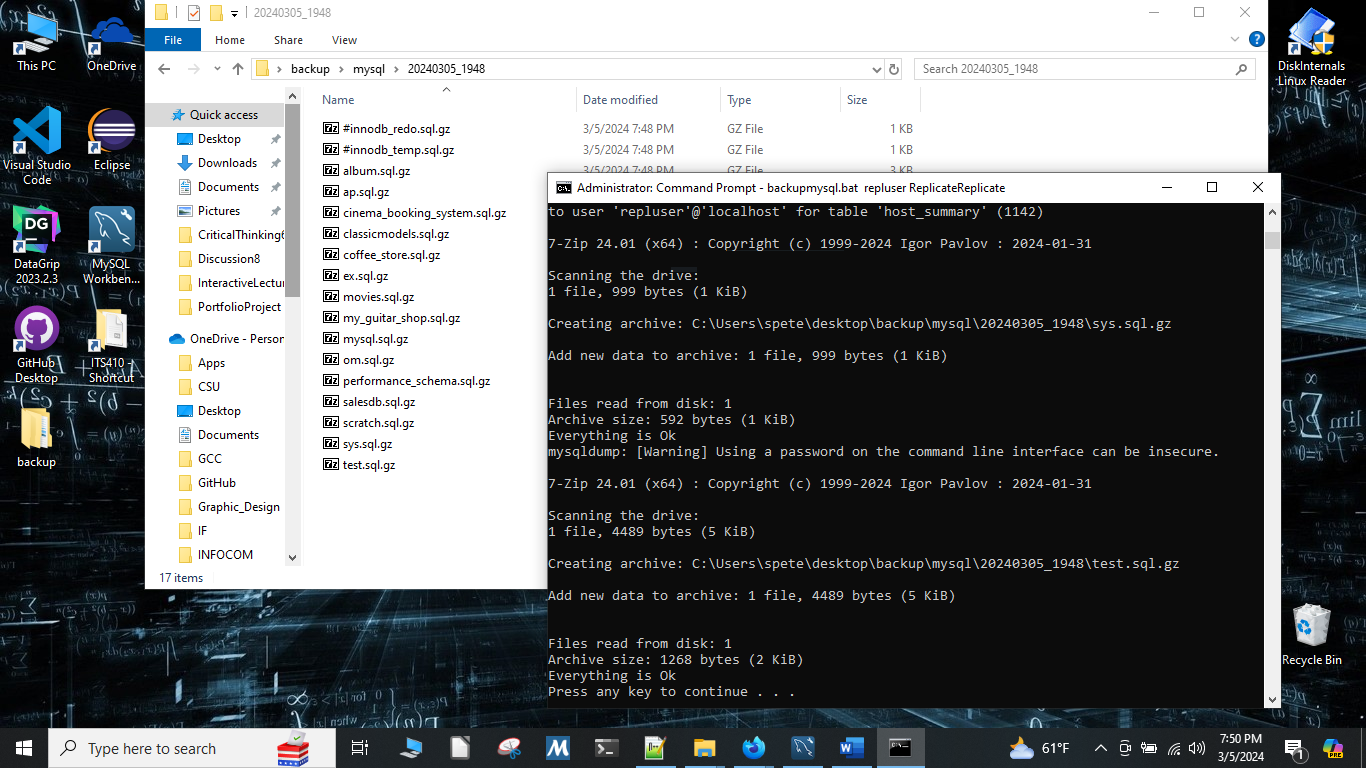 20240305_1948
File
Home
Share
View
backup
mysql
20240305_1948
Search 20240305_1948
Quick access
Desktop
Downloads
Documents
Pictures
CriticalThinking6
Discussion8
InteractiveLectur
PortfolioProject
OneDrive - Person
Apps
CSU
Desktop
Documents
GCC
GitHub
Graphic_Design
IF
INFOCOM
Name
Date modified
Type
Size
#innodb_redo.sql.gz 3/5/2024 7:48 PM GZ File 1 KB
#innodb_temp.sql.gz 3/5/2024 7:48 PM GZ File 1 KB
album.sql.gz 3/5/2024 7:48 PM GZ File 3 KB
ap.sql.gz
cinema_booking_system.sql.gz
classicmodels.sql.gz
coffee_store.sql.gz
ex.sql.gz
movies.sql.gz
my_guitar_shop.sql.gz
mysql.sql.gz
om.sql.gz
performance_schema.sql.gz
salesdb.sql.gz
scratch.sql.gz
sys.sql.gz
test.sql.gz
17 items
Administrator: Command Prompt - backupmysql.bat repluser ReplicateReplicate
to user 'repluser'@'localhost' for table 'host_summary' (1142)
7-Zip 24.01 (x64) : Copyright (c) 1999-2024 Igor Pavlov : 2024-01-31
Scanning the drive:
1 file, 999 bytes (1 KiB)
Creating archive: C:\Users\spete\desktop\backup\mysql\20240305_1948\sys.sql.gz
Add new data to archive: 1 file, 999 bytes (1 KiB)
Files read from disk: 1
Archive size: 592 bytes (1 KiB)
Everything is Ok
mysqldump: [Warning] Using a password on the command line interface can be insecure.
7-Zip 24.01 (x64) : Copyright (c) 1999-2024 Igor Pavlov : 2024-01-31
Scanning the drive:
1 file, 4489 bytes (5 KiB)
Creating archive: C:\Users\spete\desktop\backup\mysql\20240305_1948\test.sql.gz
Add new data to archive: 1 file, 4489 bytes (5 KiB)
Files read from disk: 1
Archive size: 1268 bytes (2 KiB)
Everything is Ok
Press any key to continue . . .
This PC
OneDrive
Visual Studio
Code
Eclipse
DataGrip
2023.2.3
MySQL
Workben...
GitHub
Desktop
ITS410 -
Shortcut
backup
DiskInternals
Linux Reader
Recycle Bin
Type here to search
61°F
7:50 PM
3/5/2024
1
PRE